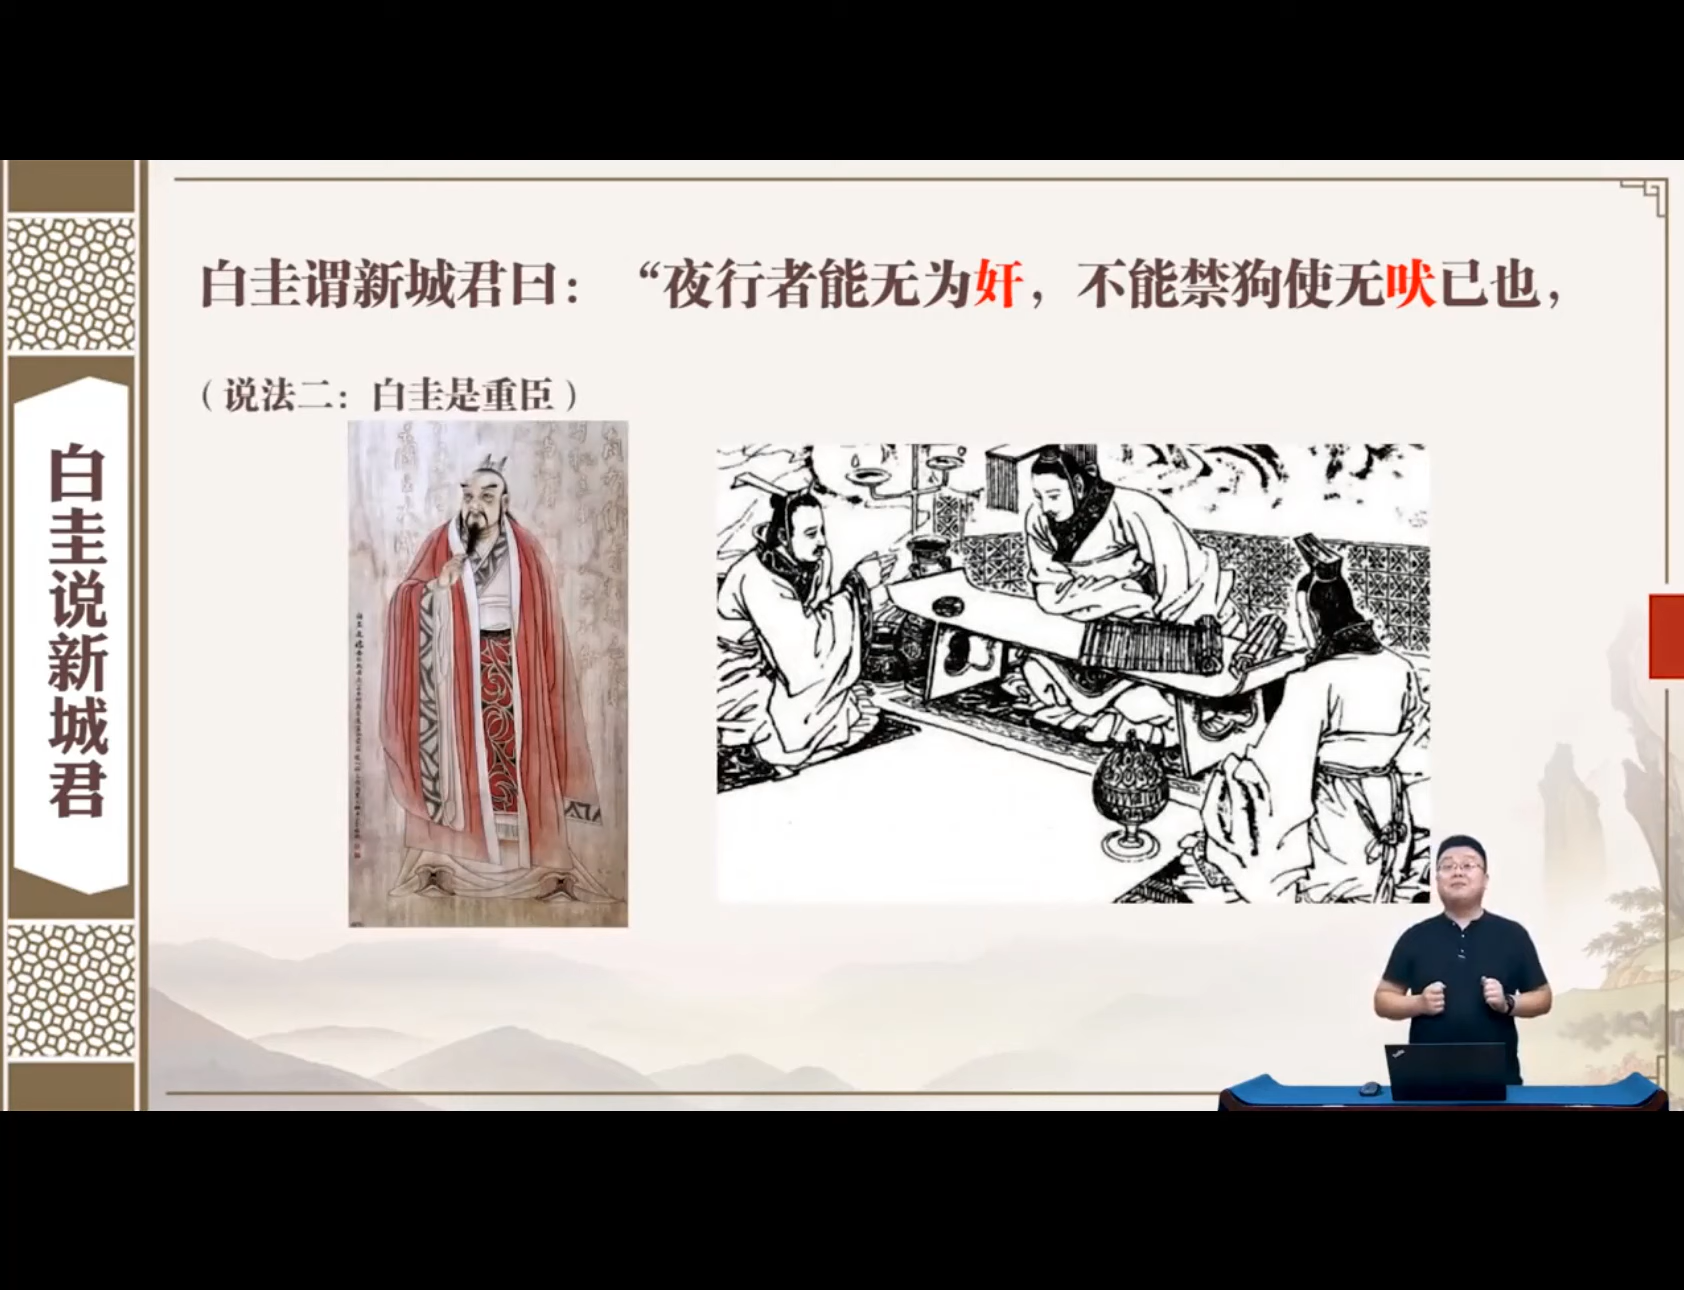 白圭谓新城君曰：“夜行者能无为奸，不能禁狗使无吠已也，
（说法二：白圭是重臣）
白圭说新城君